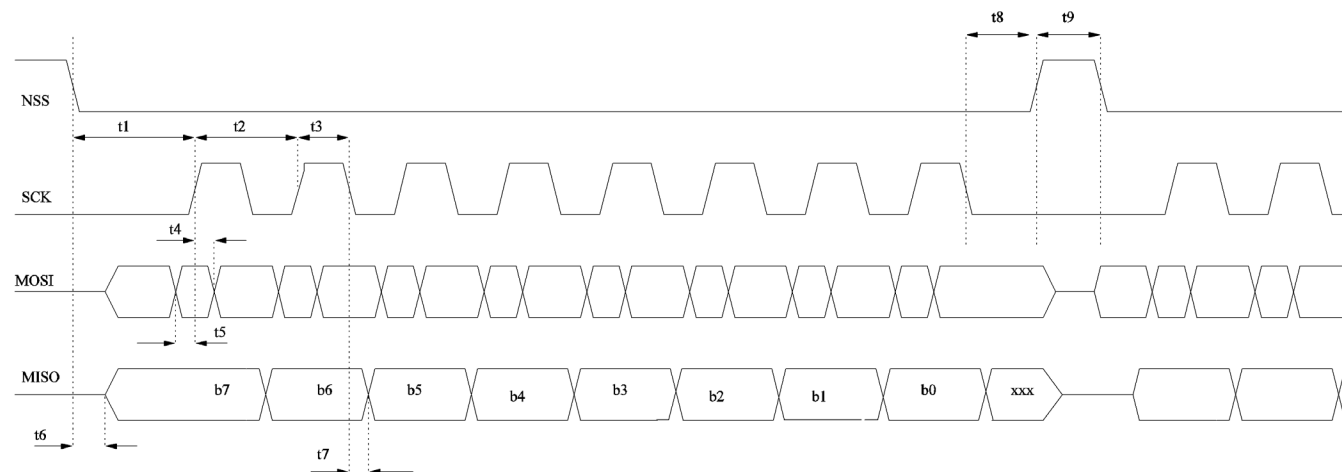 t8 t9
NSS
t1 t2 t3
SCK
t4
MOSI
t5
MISO
b7 b6 b5 b4 b3 b2 b1 b0 xxx
t6
t7